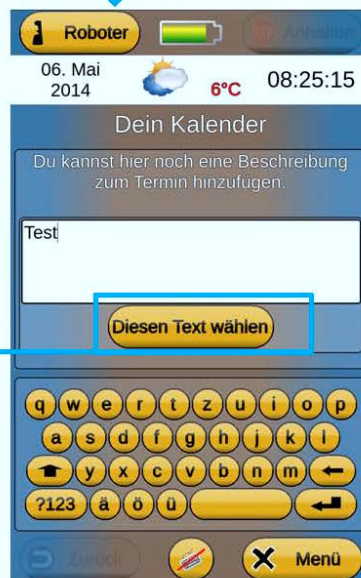 Roboter
Anhalten
06. Mai
2014
6°C
08:25:15
Dein Kalender
Du kannst hier noch eine Beschreibung
zum Termin hinzufügen.
Test
Diesen Text wählen
q w e r t z u i o p
a s d f g h j k l
y x c v b n m
?123 ä ö ü
Zurück
Menü